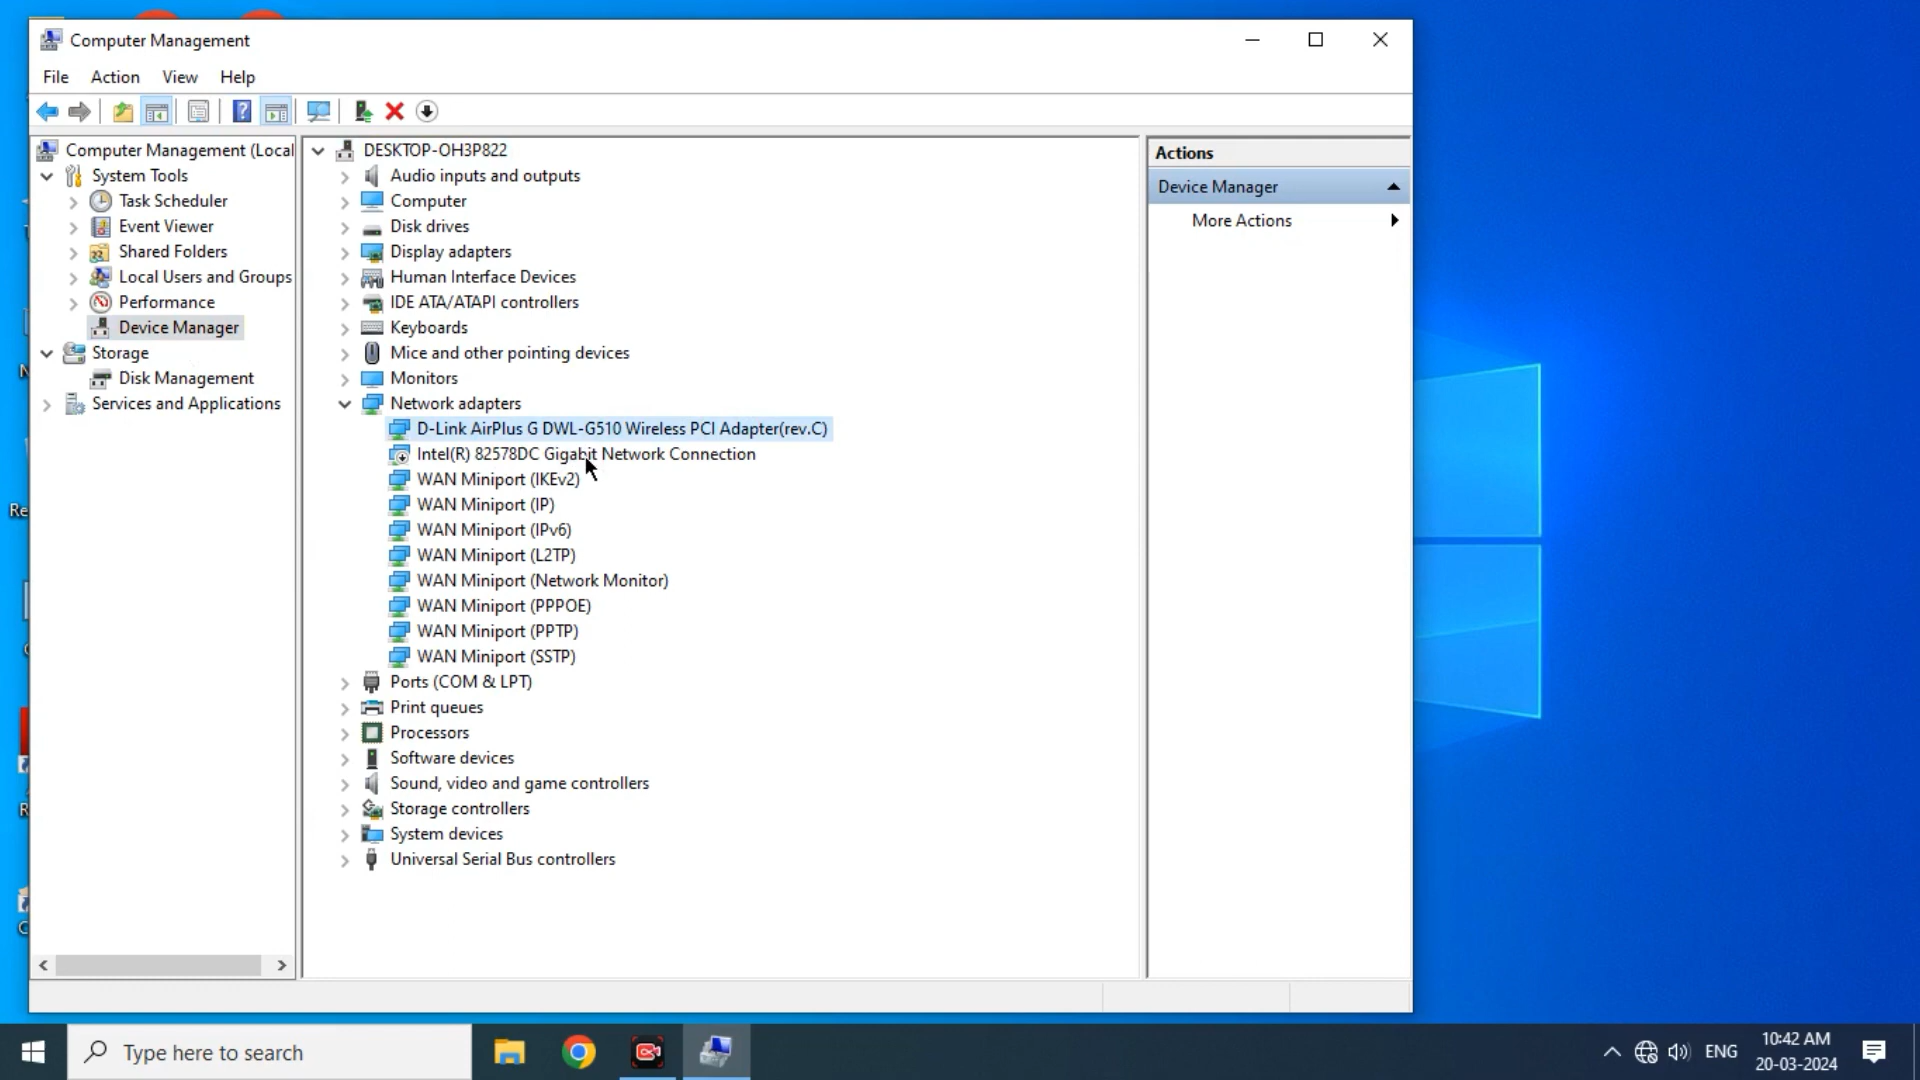 Computer Management
File Action View Help
Computer Management (Local
System Tools
Task Scheduler
Event Viewer
Shared Folders
Local Users and Groups
Performance
Device Manager
Storage
Disk Management
Services and Applications
DESKTOP-OH3P822
Audio inputs and outputs
Computer
Disk drives
Display adapters
Human Interface Devices
IDE ATA/ATAPI controllers
Keyboards
Mice and other pointing devices
Monitors
Network adapters
D-Link AirPlus G DWL-G510 Wireless PCI Adapter(rev.C)
Intel(R) 82578DC Gigabit Network Connection
WAN Miniport (IKEv2)
WAN Miniport (IP)
WAN Miniport (IPv6)
WAN Miniport (L2TP)
WAN Miniport (Network Monitor)
WAN Miniport (PPPOE)
WAN Miniport (PPTP)
WAN Miniport (SSTP)
Ports (COM & LPT)
Print queues
Processors
Software devices
Sound, video and game controllers
Storage controllers
System devices
Universal Serial Bus controllers
Actions
Device Manager
More Actions
Re
Type here to search
ENG
10:42 AM
20-03-2024